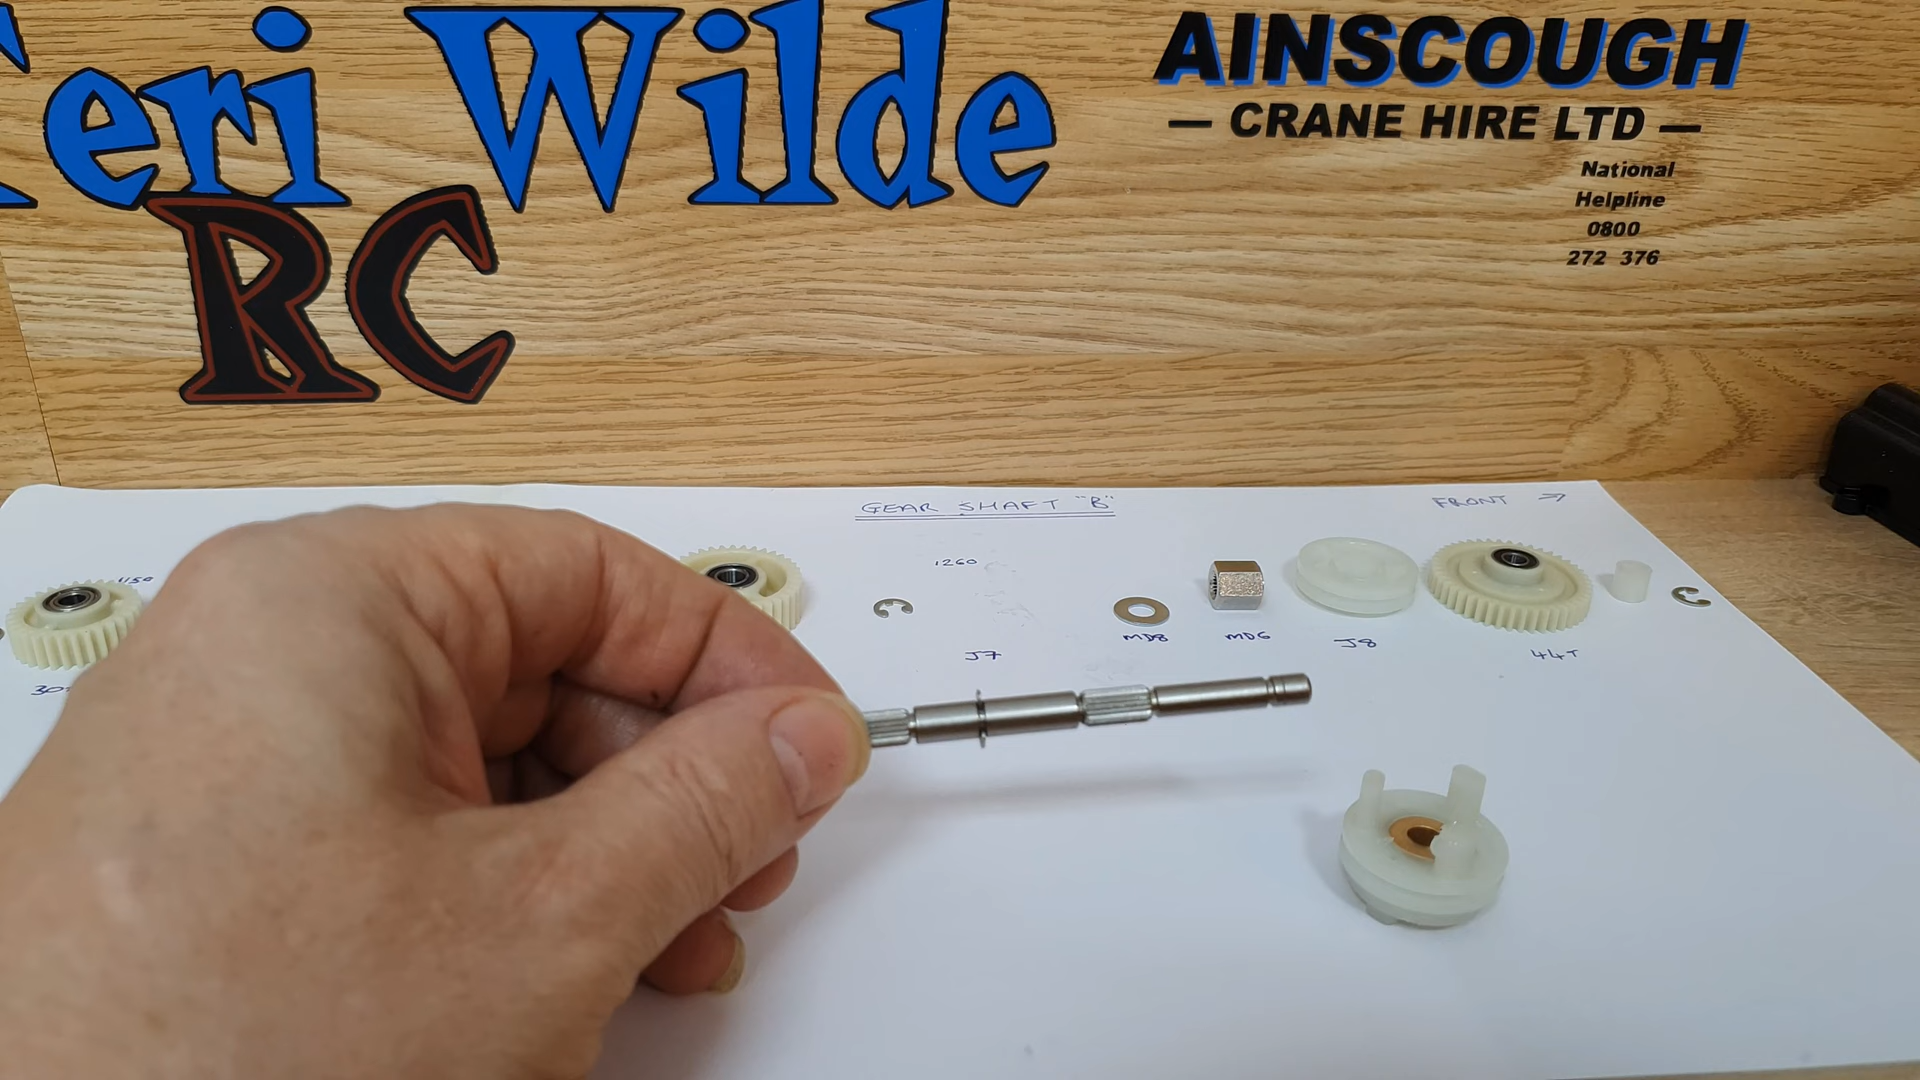 Teri Wilde
RC
AINSCOUGH
— CRANE HIRE LTD —
National
Helpline
0800
272 376
GEAR SHAFT "B"
FRONT →
1150
1260
MD8
MD6
J8
44T
J7